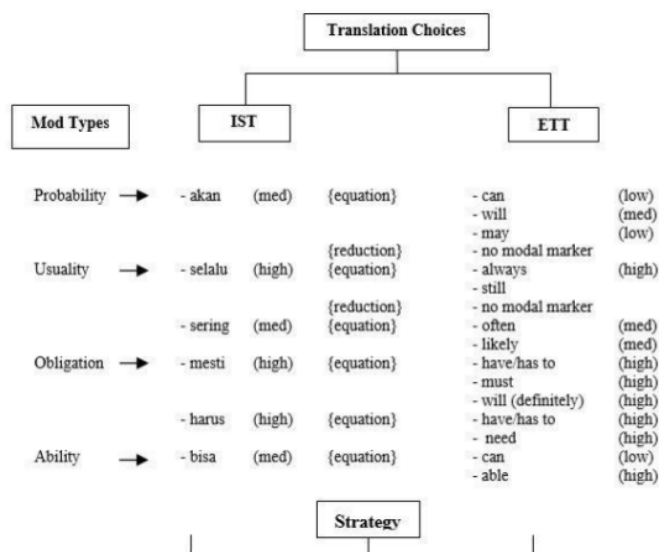 Translation Choices
Mod Types IST ETT
Probability - akan (med) {equation} - can (low)
- will (med)
- may (low)
{reduction} - no modal marker
Usuality - selalu (high) {equation} - always (high)
- still
{reduction} - no modal marker
- sering (med) {equation} - often (med)
- likely (med)
Obligation - mesti (high) {equation} - have/has to (high)
- must (high)
- will (definitely) (high)
- harus (high) {equation} - have/has to (high)
- need (high)
Ability - bisa (med) {equation} - can (low)
- able (high)
Strategy